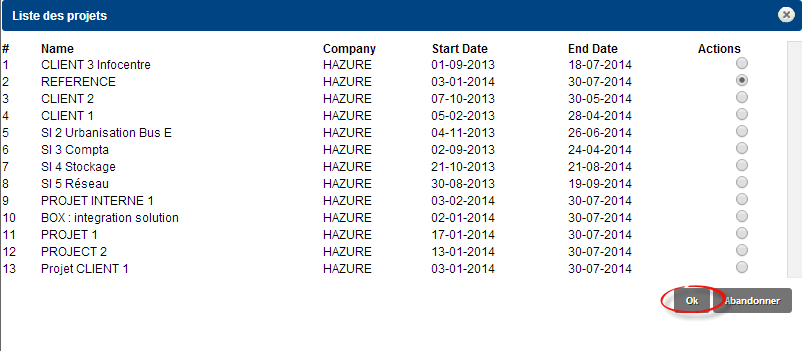 Liste des projets
# Name Company Start Date End Date Actions
1 CLIENT 3 Infocentre HAZURE 01-09-2013 18-07-2014
2 REFERENCE HAZURE 03-01-2014 30-07-2014
3 CLIENT 2 HAZURE 07-10-2013 30-05-2014
4 CLIENT 1 HAZURE 05-02-2013 28-04-2014
5 SI 2 Urbanisation Bus E HAZURE 04-11-2013 26-06-2014
6 SI 3 Compta HAZURE 02-09-2013 24-04-2014
7 SI 4 Stockage HAZURE 21-10-2013 21-08-2014
8 SI 5 Réseau HAZURE 30-08-2013 19-09-2014
9 PROJET INTERNE 1 HAZURE 03-02-2014 30-07-2014
10 BOX : integration solution HAZURE 02-01-2014 30-07-2014
11 PROJET 1 HAZURE 17-01-2014 30-07-2014
12 PROJECT 2 HAZURE 13-01-2014 30-07-2014
13 Projet CLIENT 1 HAZURE 03-01-2014 30-07-2014
Ok Abandonner